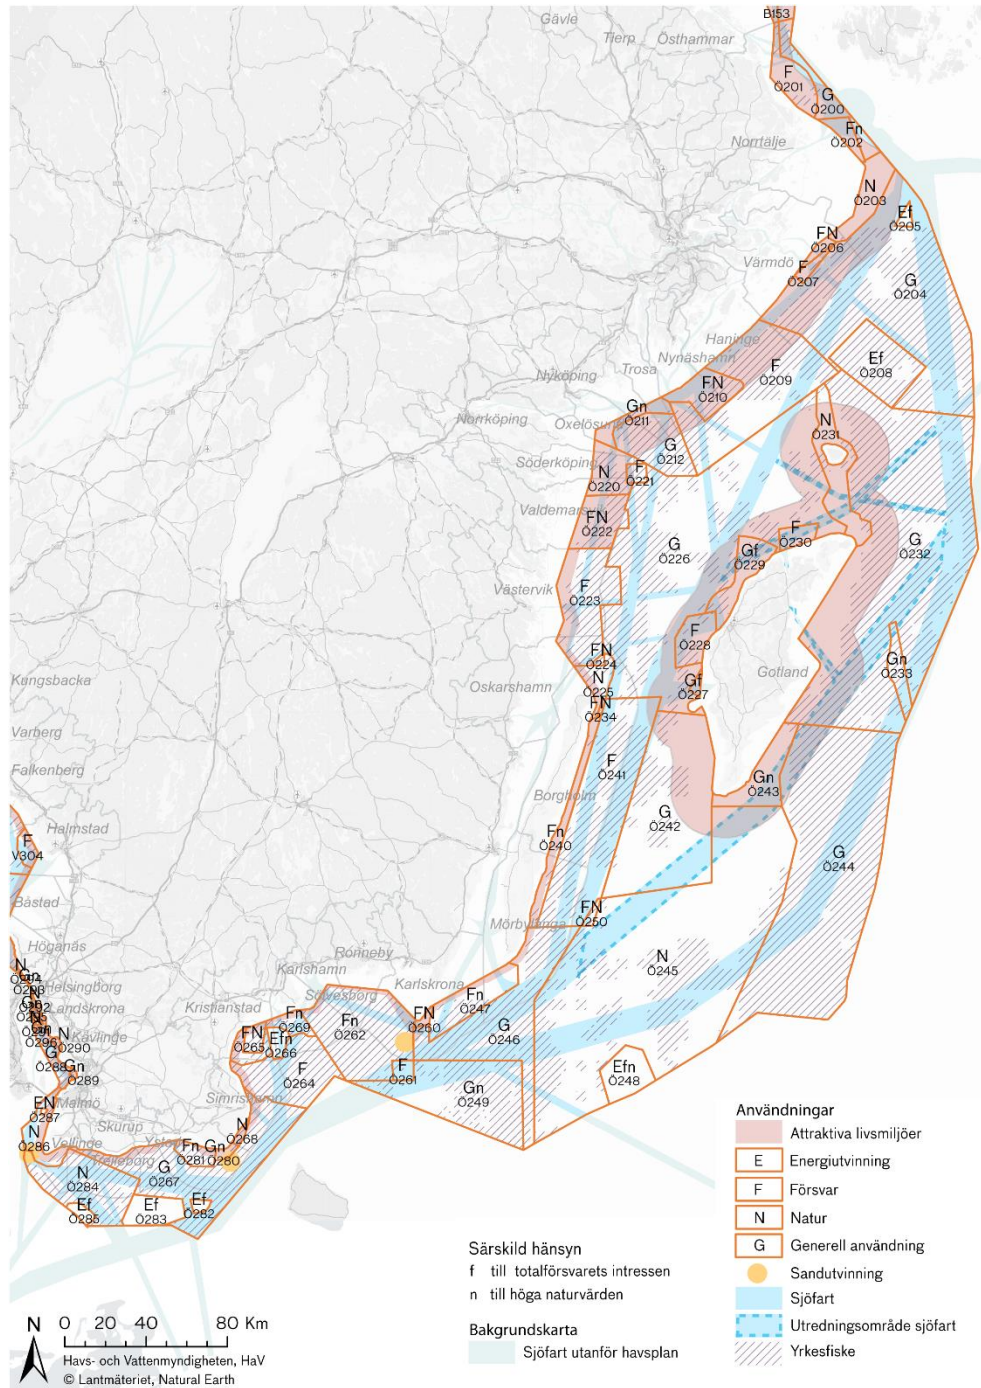 B153
Gävle
Tierp
Östhammar
F
Ö201
G
Ö200
Fn
Ö202
Norrtälje
N
Ö203
Ef
Ö205
FN
Ö206
Värmdö
F
Ö207
G
Ö204
Haninge
Nynäshamn
Trosa
Nyköping
F
Ö209
Ef
Ö208
FN
Ö210
Gn
Ö211
Norrköping
Oxelösund
N
Ö231
G
Ö212
Söderköping
N
Ö220
F
Ö221
Valdemars
FN
Ö222
G
Ö226
F
Ö230
G
Ö232
Gf
Ö229
Västervik
F
Ö223
F
Ö228
FN
Ö224
Gn
Ö233
Gotland
Kungsbacka
Oskarshamn
N
Ö225
Gf
Ö227
FN
Ö234
Varberg
F
Ö241
Falkenberg
Gn
Ö243
Borgholm
G
Ö242
Halmstad
F
V304
Fn
Ö240
G
Ö244
Båstad
FN
Ö250
Mörbylånga
Höganäs
Ronneby
N
Ö245
Karlshamn
Karlskrona
N
Gn
Helsingborg
Sölvesborg
Kristianstad
Landskrona
Fn
Ö247
Fn
Ö269
Fn
Ö262
FN
Ö260
G
Ö246
FN
Ö265
Efn
Ö266
Kävlinge
N
Ö290
G
Ö288
Gn
Ö289
F
Ö264
F
Ö261
Efn
Ö248
Gn
Ö249
Malmö
EN
Ö287
Simrishamn
Skurup
N
Ö286
Vellinge
Trelleborg
Ystad
N
Ö268
Fn
Ö281
Gn
Ö280
G
Ö267
N
Ö284
Ef
Ö285
Ef
Ö283
Ef
Ö282
Användningar
Attraktiva livsmiljöer
E Energiutvinning
F Försvar
N Natur
G Generell användning
Sandutvinning
Sjöfart
Utredningsområde sjöfart
Yrkesfiske
Särskild hänsyn
f till totalförsvarets intressen
n till höga naturvärden
Bakgrundskarta
Sjöfart utanför havsplan
N
0 20 40 80 Km
Havs- och Vattenmyndigheten, HaV
© Lantmäteriet, Natural Earth